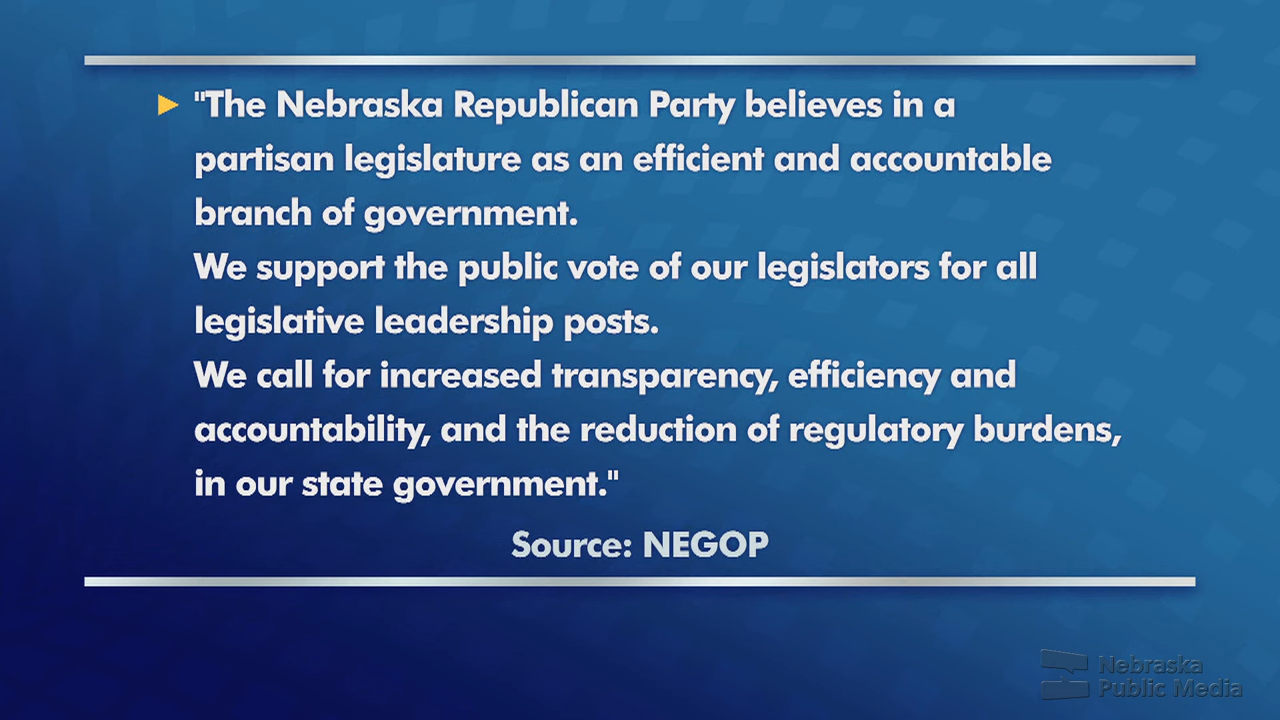 "The Nebraska Republican Party believes in a
partisan legislature as an efficient and accountable
branch of government.
We support the public vote of our legislators for all
legislative leadership posts.
We call for increased transparency, efficiency and
accountability, and the reduction of regulatory burdens,
in our state government."
Source: NEGOP
Nebraska
Public Media